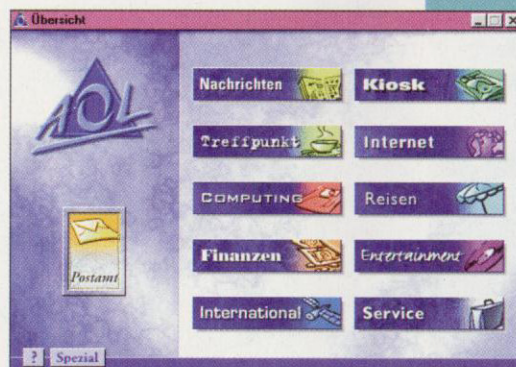 Übersicht
AOL
Nachrichten
Kiosk
Treffpunkt
Internet
COMPUTING
Reisen
Finanzen
Entertainment
Postamt
International
Service
? Spezial